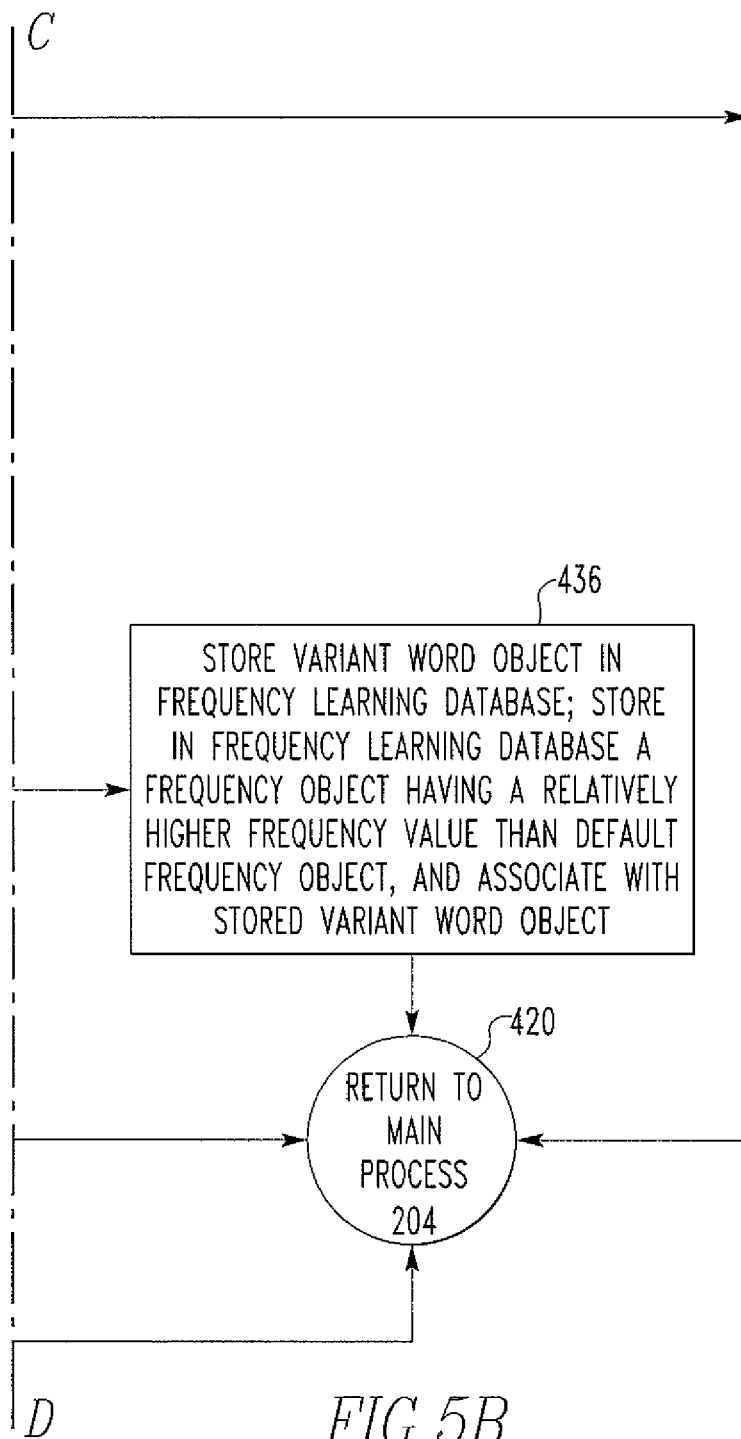 C
436
STORE VARIANT WORD OBJECT IN
FREQUENCY LEARNING DATABASE; STORE
IN FREQUENCY LEARNING DATABASE A
FREQUENCY OBJECT HAVING A RELATIVELY
HIGHER FREQUENCY VALUE THAN DEFAULT
FREQUENCY OBJECT, AND ASSOCIATE WITH
STORED VARIANT WORD OBJECT
420
RETURN TO
MAIN
PROCESS
204
D
FIG.5B